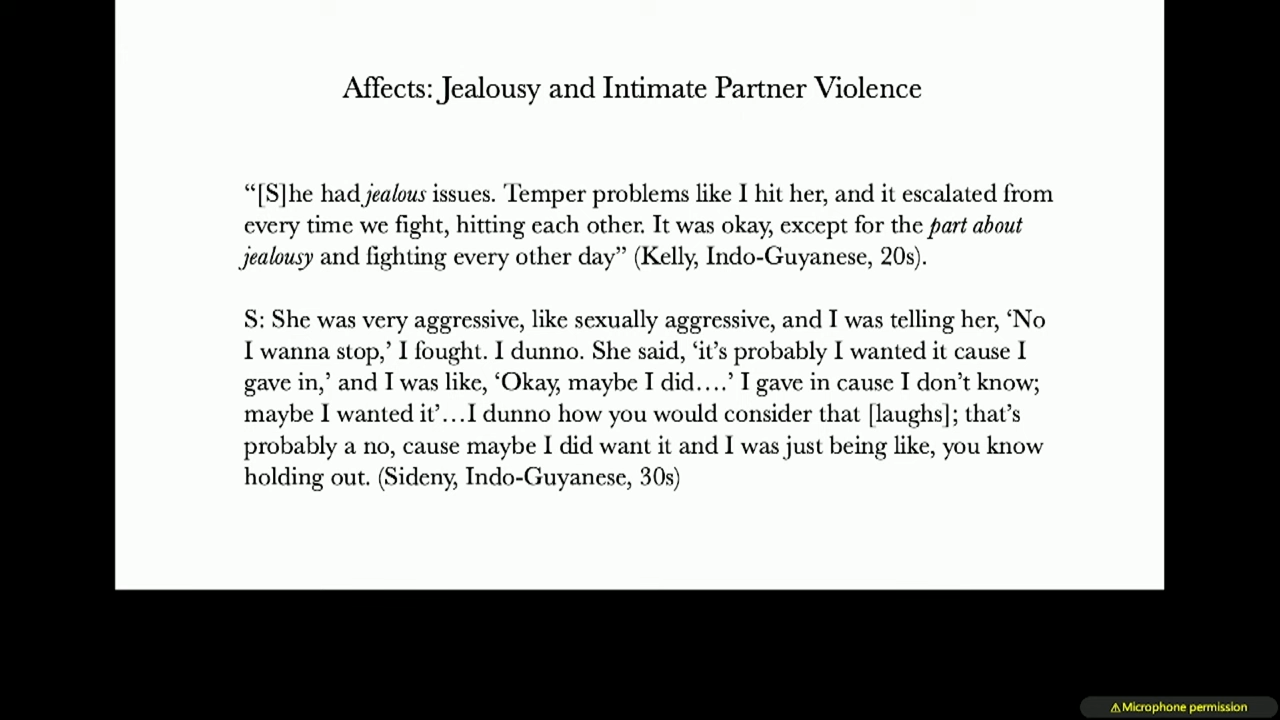 Affects: Jealousy and Intimate Partner Violence
“[S]he had jealous issues. Temper problems like I hit her, and it escalated from
every time we fight, hitting each other. It was okay, except for the part about
jealousy and fighting every other day” (Kelly, Indo-Guyanese, 20s).
S: She was very aggressive, like sexually aggressive, and I was telling her, ‘No
I wanna stop,’ I fought. I dunno. She said, ‘it’s probably I wanted it cause I
gave in,’ and I was like, ‘Okay, maybe I did….’ I gave in cause I don’t know;
maybe I wanted it’…I dunno how you would consider that [laughs]; that’s
probably a no, cause maybe I did want it and I was just being like, you know
holding out. (Sideny, Indo-Guyanese, 30s)
⚠Microphone permission